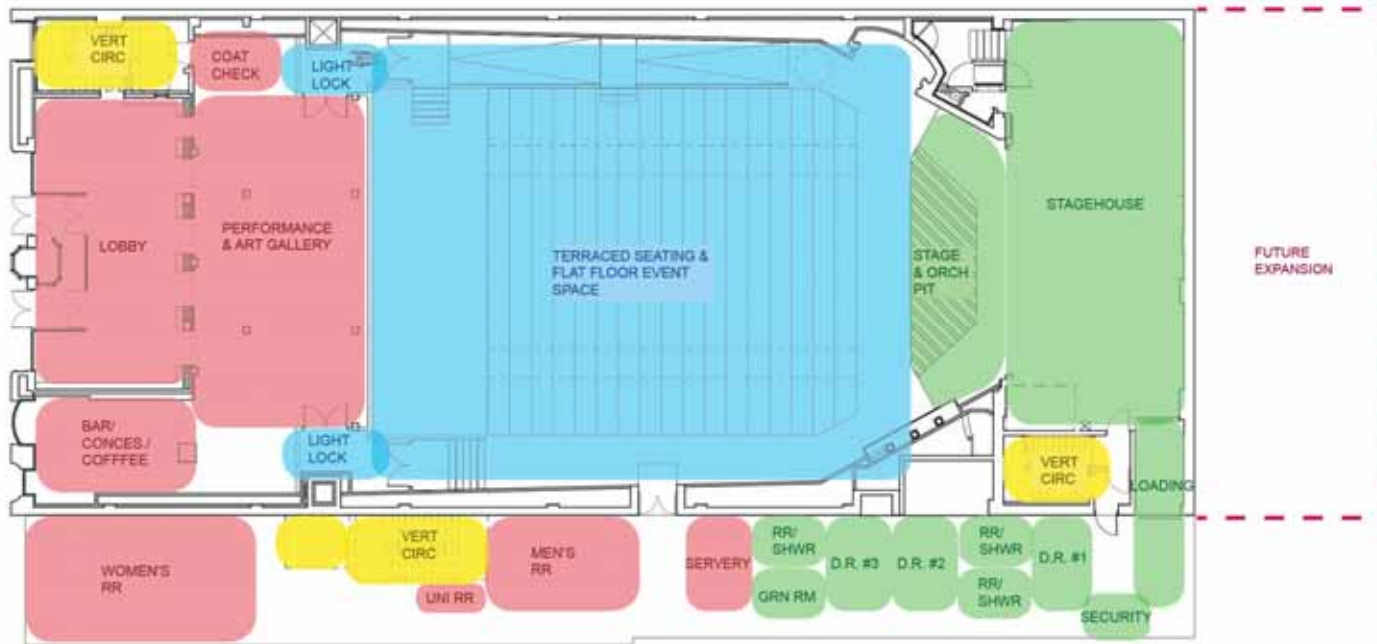 VERT
CIRC
COAT
CHECK
LIGHT
LOCK
LOBBY
PERFORMANCE
& ART GALLERY
TERRACED SEATING &
FLAT FLOOR EVENT
SPACE
STAGE
& ORCH
PIT
STAGEHOUSE
FUTURE
EXPANSION
BAR/
CONCES./
COFFFEE
LIGHT
LOCK
VERT
CIRC
LOADING
WOMEN'S
RR
VERT
CIRC
UNI RR
MEN'S
RR
SERVERY
RR/
SHWR
GRN RM
D.R. #3
D.R. #2
RR/
SHWR
RR/
SHWR
D.R. #1
SECURITY